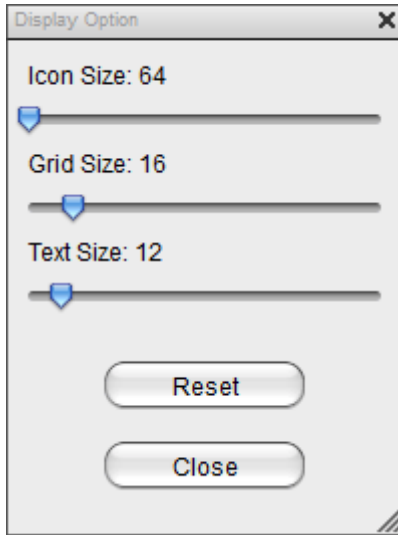 Display Option
Icon Size: 64
Grid Size: 16
Text Size: 12
Reset
Close